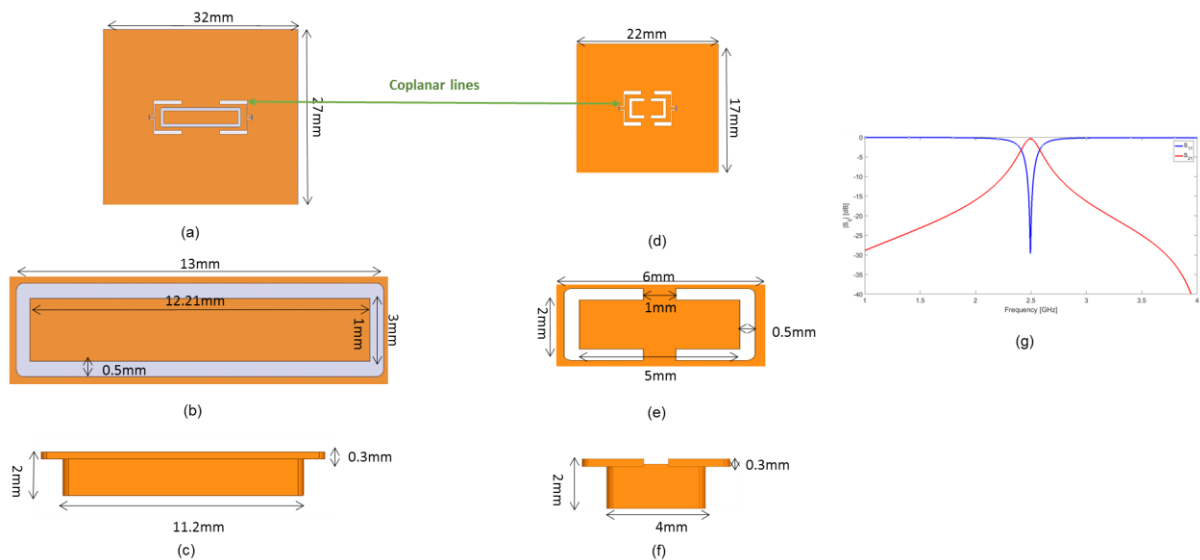 32mm
27mm
(a)
Coplanar lines
22mm
17mm
(d)
13mm
12.21mm
1mm
3mm
0.5mm
(b)
6mm
1mm
2mm
0.5mm
5mm
(e)
2mm
0.3mm
11.2mm
(c)
2mm
0.3mm
4mm
(f)
0
-5
-10
-15
-20
-25
-30
-35
-40
|Sij| [dB]
1
1.5
2
2.5
3
3.5
4
Frequency [GHz]
S11
S21
(g)